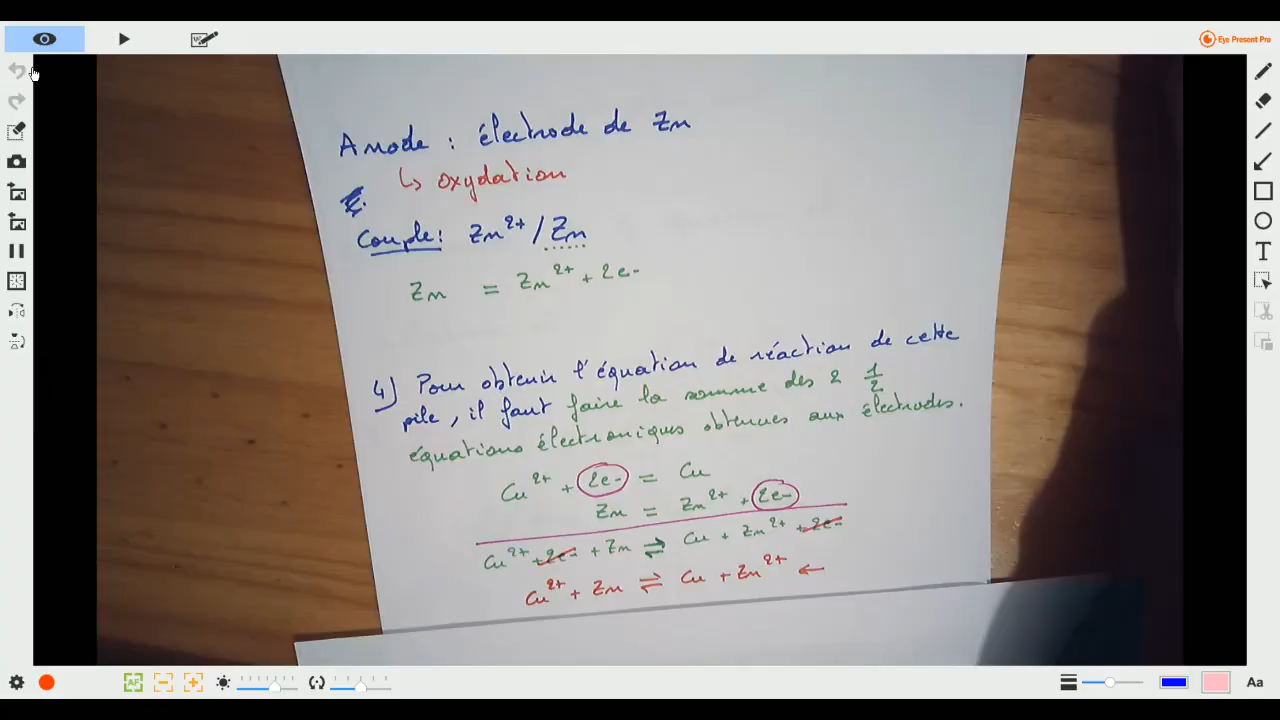 Eye Present Pro
Anode : électrode de Zn
↳ oxydation
Couple : Zn²⁺ / Zn
Zn = Zn²⁺ + 2e-
4) Pour obtenir l'équation de réaction de cette
pile, il faut faire la somme des 2 1/2
équations électroniques obtenues aux électrodes.
Cu²⁺ + 2e- = Cu
Zn = Zn²⁺ + 2e-
Cu²⁺ + 2e- + Zn ⇌ Cu + Zn²⁺ + 2e-
Cu²⁺ + Zn ⇌ Cu + Zn²⁺ ←
AF
Aa